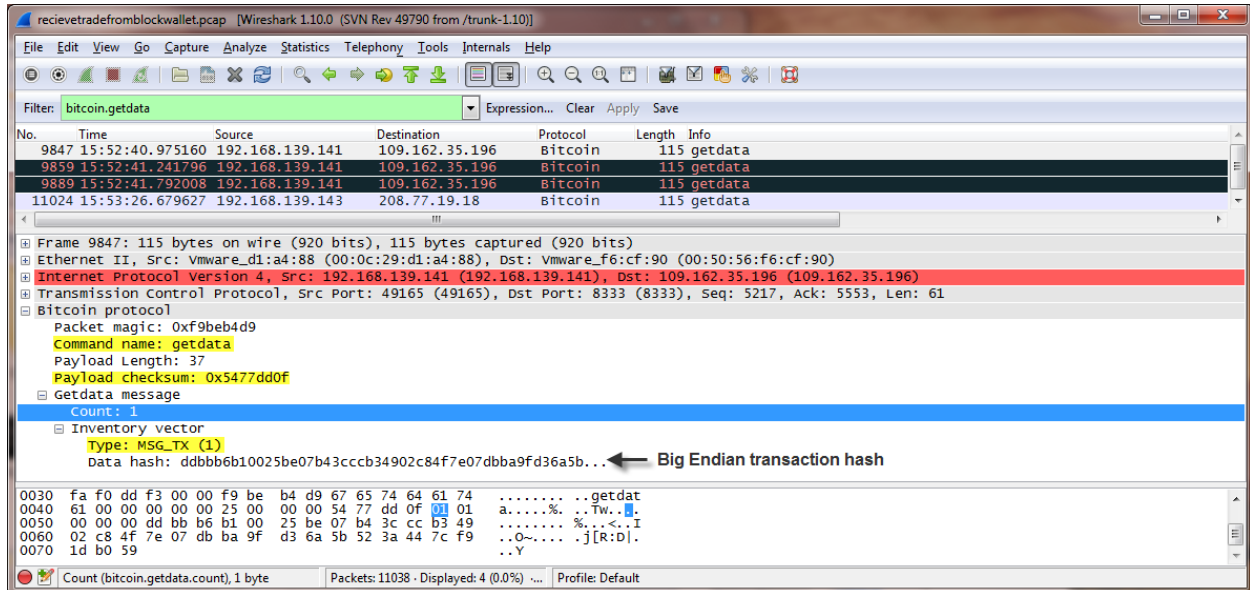 recievetradefromblockwallet.pcap [Wireshark 1.10.0 (SVN Rev 49790 from /trunk-1.10)]
File Edit View Go Capture Analyze Statistics Telephony Tools Internals Help
Filter: bitcoin.getdata Expression... Clear Apply Save
No. Time Source Destination Protocol Length Info
9847 15:52:40.975160 192.168.139.141 109.162.35.196 Bitcoin 115 getdata
9859 15:52:41.241796 192.168.139.141 109.162.35.196 Bitcoin 115 getdata
9889 15:52:41.792008 192.168.139.141 109.162.35.196 Bitcoin 115 getdata
11024 15:53:26.679627 192.168.139.143 208.77.19.18 Bitcoin 115 getdata
Frame 9847: 115 bytes on wire (920 bits), 115 bytes captured (920 bits)
Ethernet II, Src: Vmware_d1:a4:88 (00:0c:29:d1:a4:88), Dst: Vmware_f6:cf:90 (00:50:56:f6:cf:90)
Internet Protocol Version 4, Src: 192.168.139.141 (192.168.139.141), Dst: 109.162.35.196 (109.162.35.196)
Transmission Control Protocol, Src Port: 49165 (49165), Dst Port: 8333 (8333), Seq: 5217, Ack: 5553, Len: 61
Bitcoin protocol
Packet magic: 0xf9beb4d9
Command name: getdata
Payload Length: 37
Payload checksum: 0x5477dd0f
Getdata message
Count: 1
Inventory vector
Type: MSG_TX (1)
Data hash: ddbbb6b10025be07b43cccb34902c84f7e07dbba9fd36a5b... Big Endian transaction hash
0030 fa f0 dd f3 00 00 f9 be b4 d9 67 65 74 64 61 74 ........ ..getdat
0040 61 00 00 00 00 00 25 00 00 00 54 77 dd 0f 01 01 a.....%. ..Tw....
0050 00 00 00 dd bb b6 b1 00 25 be 07 b4 3c cc b3 49 ........ %...<..I
0060 02 c8 4f 7e 07 db ba 9f d3 6a 5b 52 3a 44 7c f9 ..O~.... .j[R:D|.
0070 1d b0 59 ..Y
Count (bitcoin.getdata.count), 1 byte Packets: 11038 · Displayed: 4 (0.0%) ·... Profile: Default